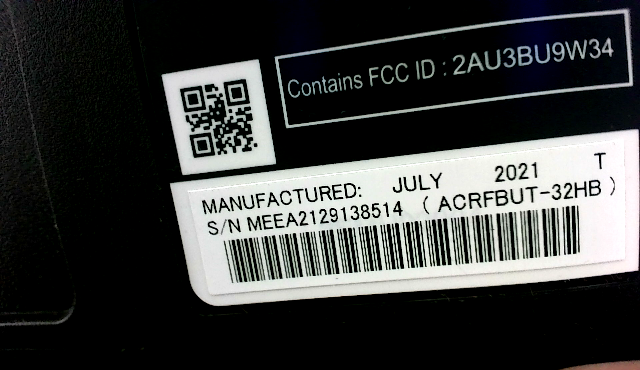 Contains FCC ID : 2AU3BU9W34
MANUFACTURED: JULY 2021 T
S/N MEEA2129138514 ( ACRFBUT-32HB )